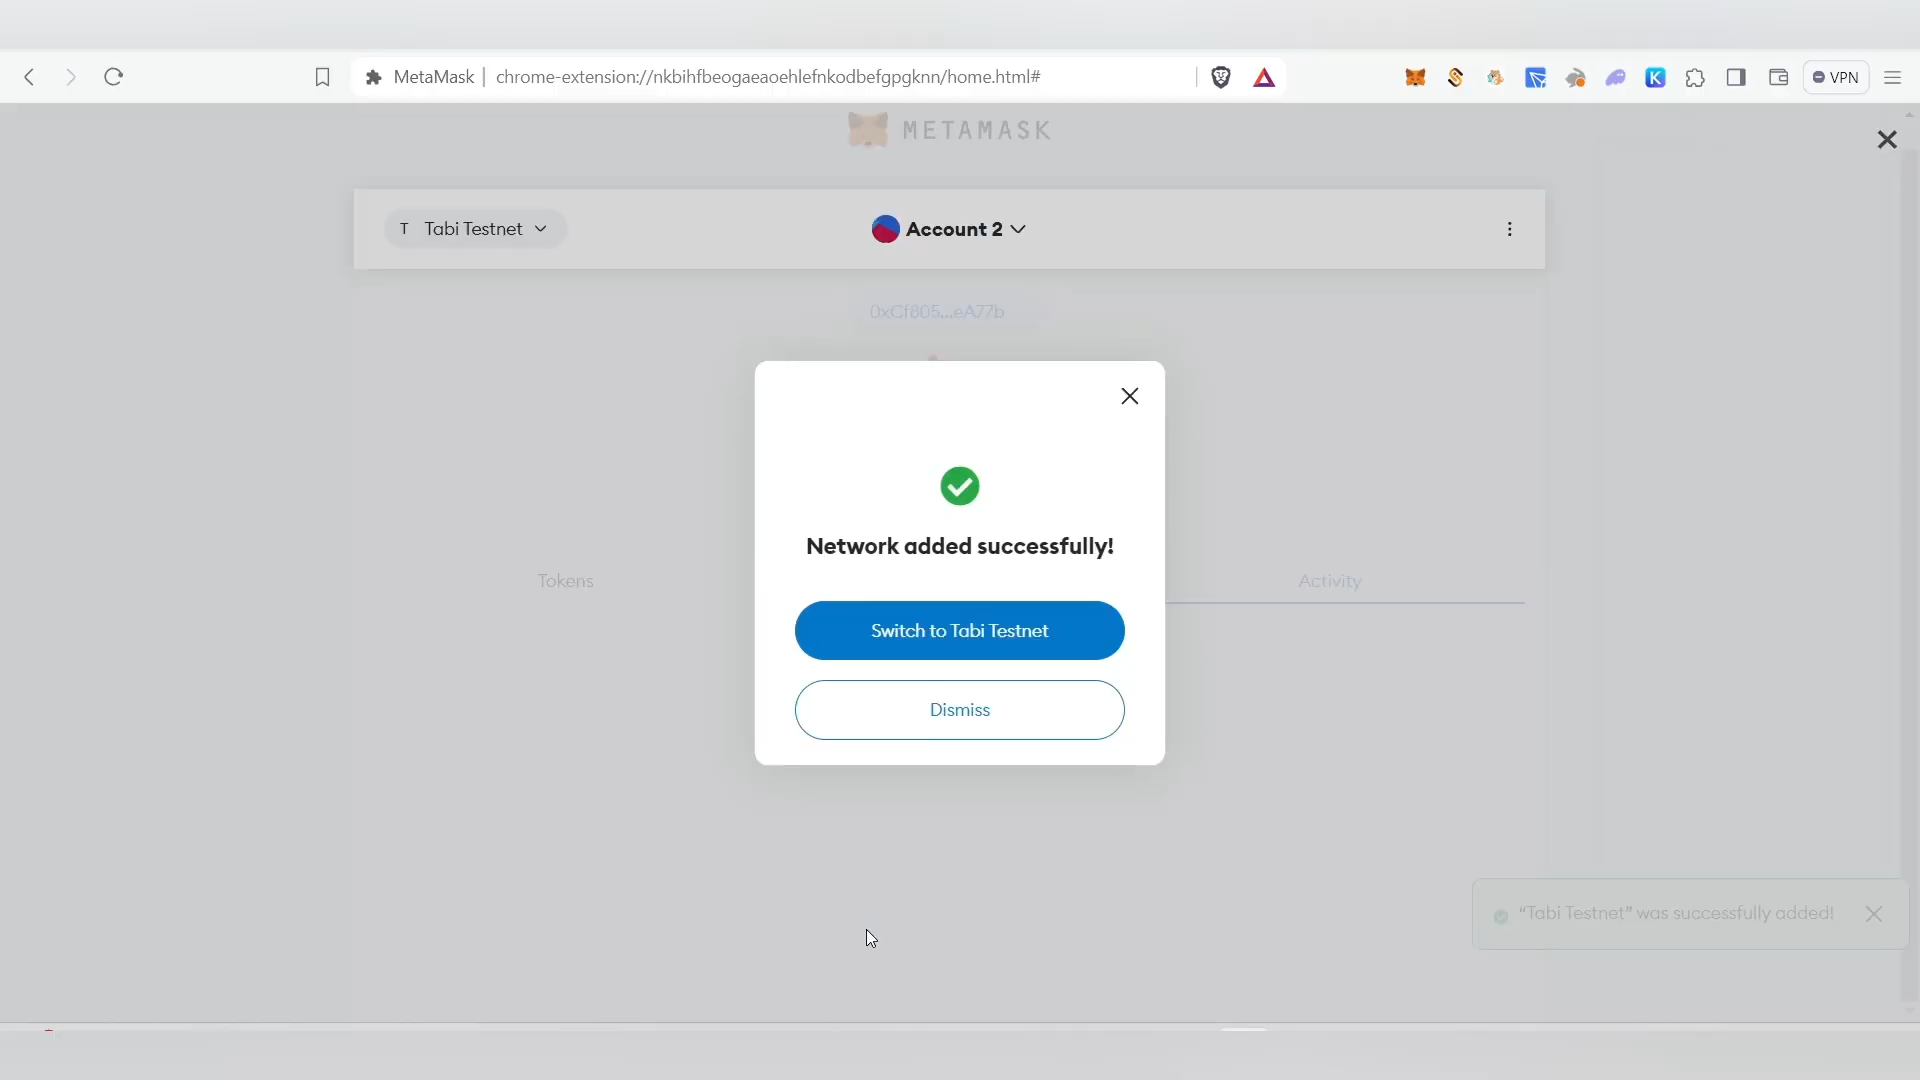 MetaMask | chrome-extension://nkbihfbeogaeaoehlefnkodbefgpgknn/home.html#
VPN
METAMASK
T Tabi Testnet
Account 2
0xCf805...eA77b
Network added successfully!
Tokens
Activity
Switch to Tabi Testnet
Dismiss
“Tabi Testnet” was successfully added!